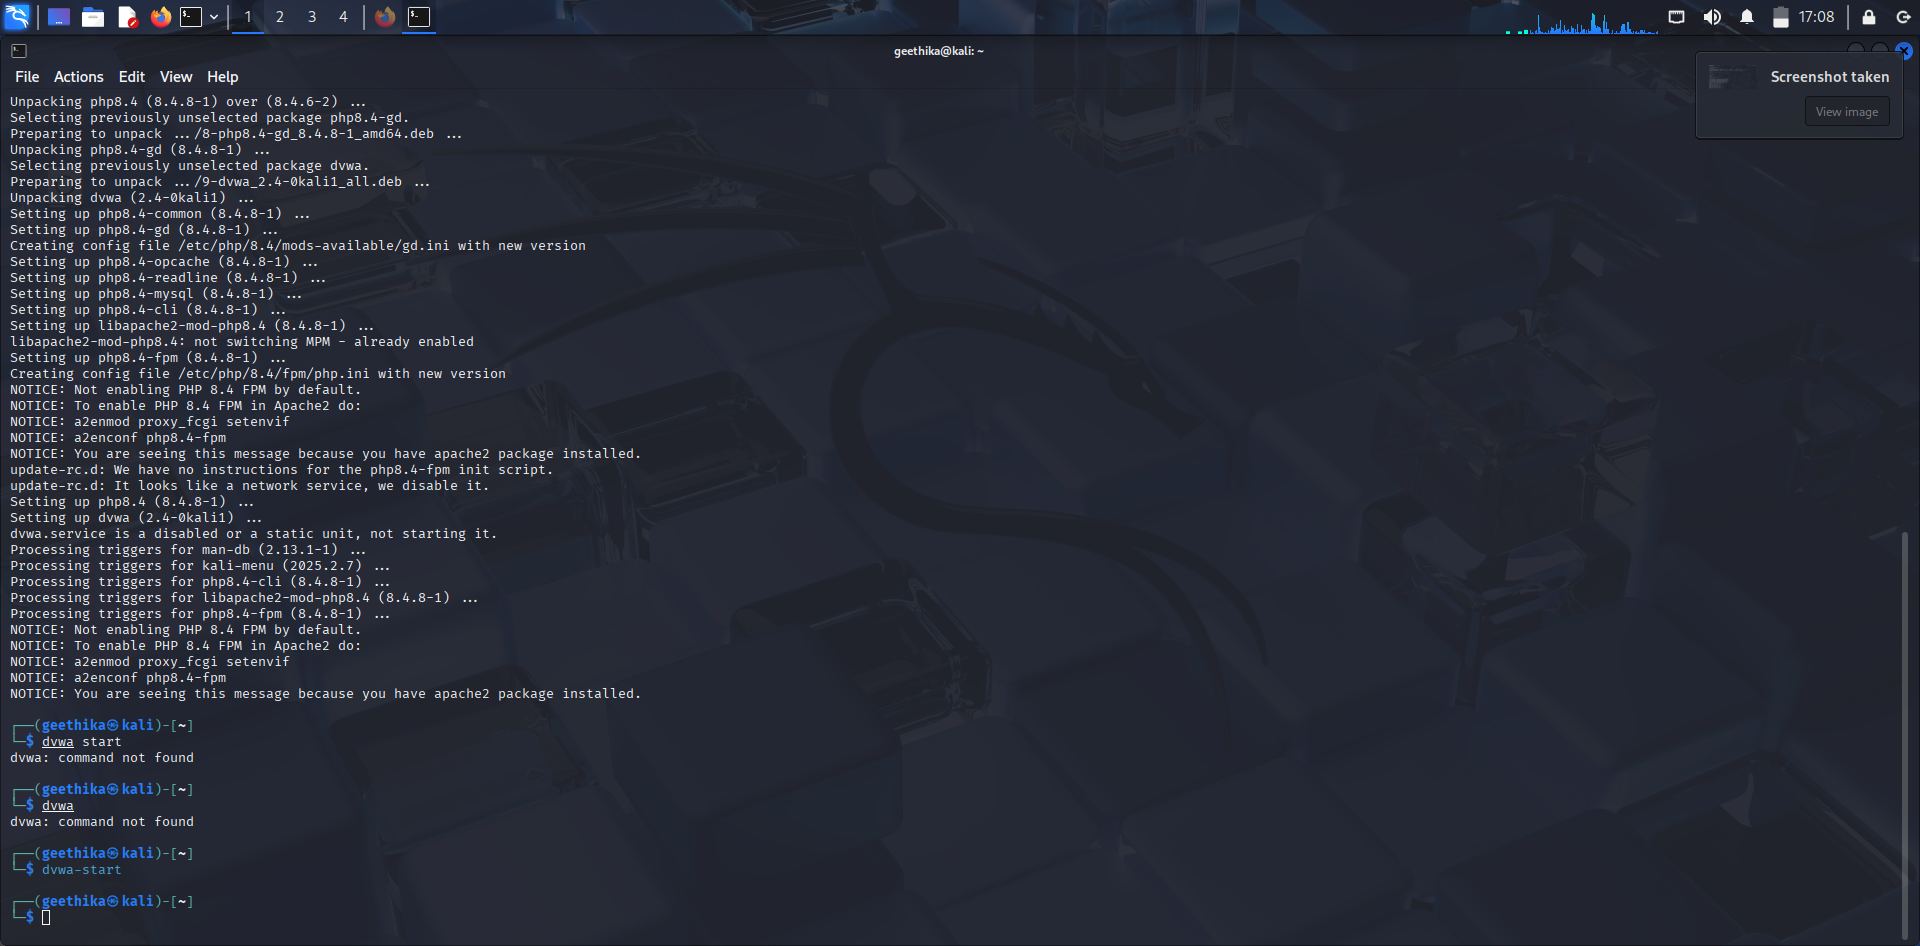 1 2 3 4 17:08
geethika@kali: ~
File Actions Edit View Help
Screenshot taken
View image
Unpacking php8.4 (8.4.8-1) over (8.4.6-2) ...
Selecting previously unselected package php8.4-gd.
Preparing to unpack .../8-php8.4-gd_8.4.8-1_amd64.deb ...
Unpacking php8.4-gd (8.4.8-1) ...
Selecting previously unselected package dvwa.
Preparing to unpack .../9-dvwa_2.4-0kali1_all.deb ...
Unpacking dvwa (2.4-0kali1) ...
Setting up php8.4-common (8.4.8-1) ...
Setting up php8.4-gd (8.4.8-1) ...
Creating config file /etc/php/8.4/mods-available/gd.ini with new version
Setting up php8.4-opcache (8.4.8-1) ...
Setting up php8.4-readline (8.4.8-1) ...
Setting up php8.4-mysql (8.4.8-1) ...
Setting up php8.4-cli (8.4.8-1) ...
Setting up libapache2-mod-php8.4 (8.4.8-1) ...
libapache2-mod-php8.4: not switching MPM - already enabled
Setting up php8.4-fpm (8.4.8-1) ...
Creating config file /etc/php/8.4/fpm/php.ini with new version
NOTICE: Not enabling PHP 8.4 FPM by default.
NOTICE: To enable PHP 8.4 FPM in Apache2 do:
NOTICE: a2enmod proxy_fcgi setenvif
NOTICE: a2enconf php8.4-fpm
NOTICE: You are seeing this message because you have apache2 package installed.
update-rc.d: We have no instructions for the php8.4-fpm init script.
update-rc.d: It looks like a network service, we disable it.
Setting up php8.4 (8.4.8-1) ...
Setting up dvwa (2.4-0kali1) ...
dvwa.service is a disabled or a static unit, not starting it.
Processing triggers for man-db (2.13.1-1) ...
Processing triggers for kali-menu (2025.2.7) ...
Processing triggers for php8.4-cli (8.4.8-1) ...
Processing triggers for libapache2-mod-php8.4 (8.4.8-1) ...
Processing triggers for php8.4-fpm (8.4.8-1) ...
NOTICE: Not enabling PHP 8.4 FPM by default.
NOTICE: To enable PHP 8.4 FPM in Apache2 do:
NOTICE: a2enmod proxy_fcgi setenvif
NOTICE: a2enconf php8.4-fpm
NOTICE: You are seeing this message because you have apache2 package installed.
┌──(geethika㉿kali)-[~]
└─$ dvwa start
dvwa: command not found
┌──(geethika㉿kali)-[~]
└─$ dvwa
dvwa: command not found
┌──(geethika㉿kali)-[~]
└─$ dvwa-start
┌──(geethika㉿kali)-[~]
└─$